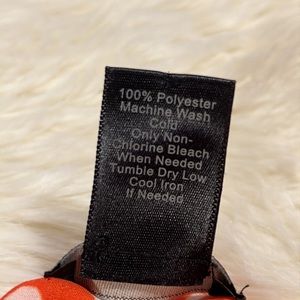 100% Polyester
Machine Wash
Cold
Only Non-
Chlorine Bleach
When Needed
Tumble Dry Low
Cool Iron
If Needed